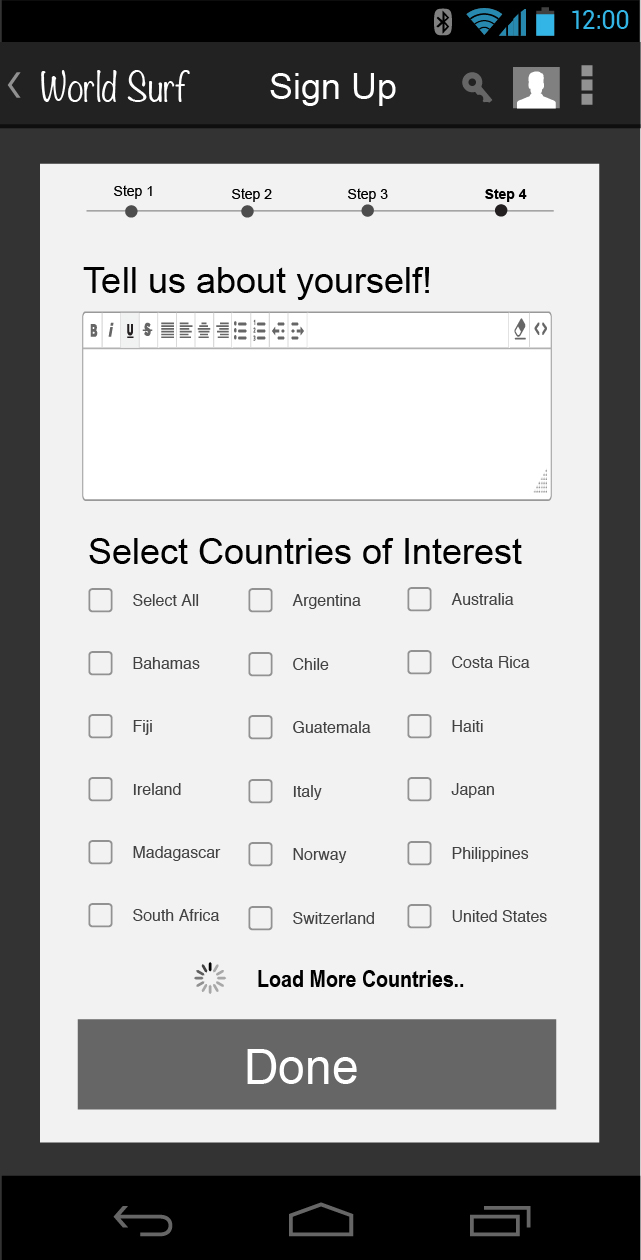 12:00
World Surf Sign Up
Step 1 Step 2 Step 3 Step 4
Tell us about yourself!
B i U S
Select Countries of Interest
Select All Argentina Australia
Bahamas Chile Costa Rica
Fiji Guatemala Haiti
Ireland Italy Japan
Madagascar Norway Philippines
South Africa Switzerland United States
Load More Countries..
Done